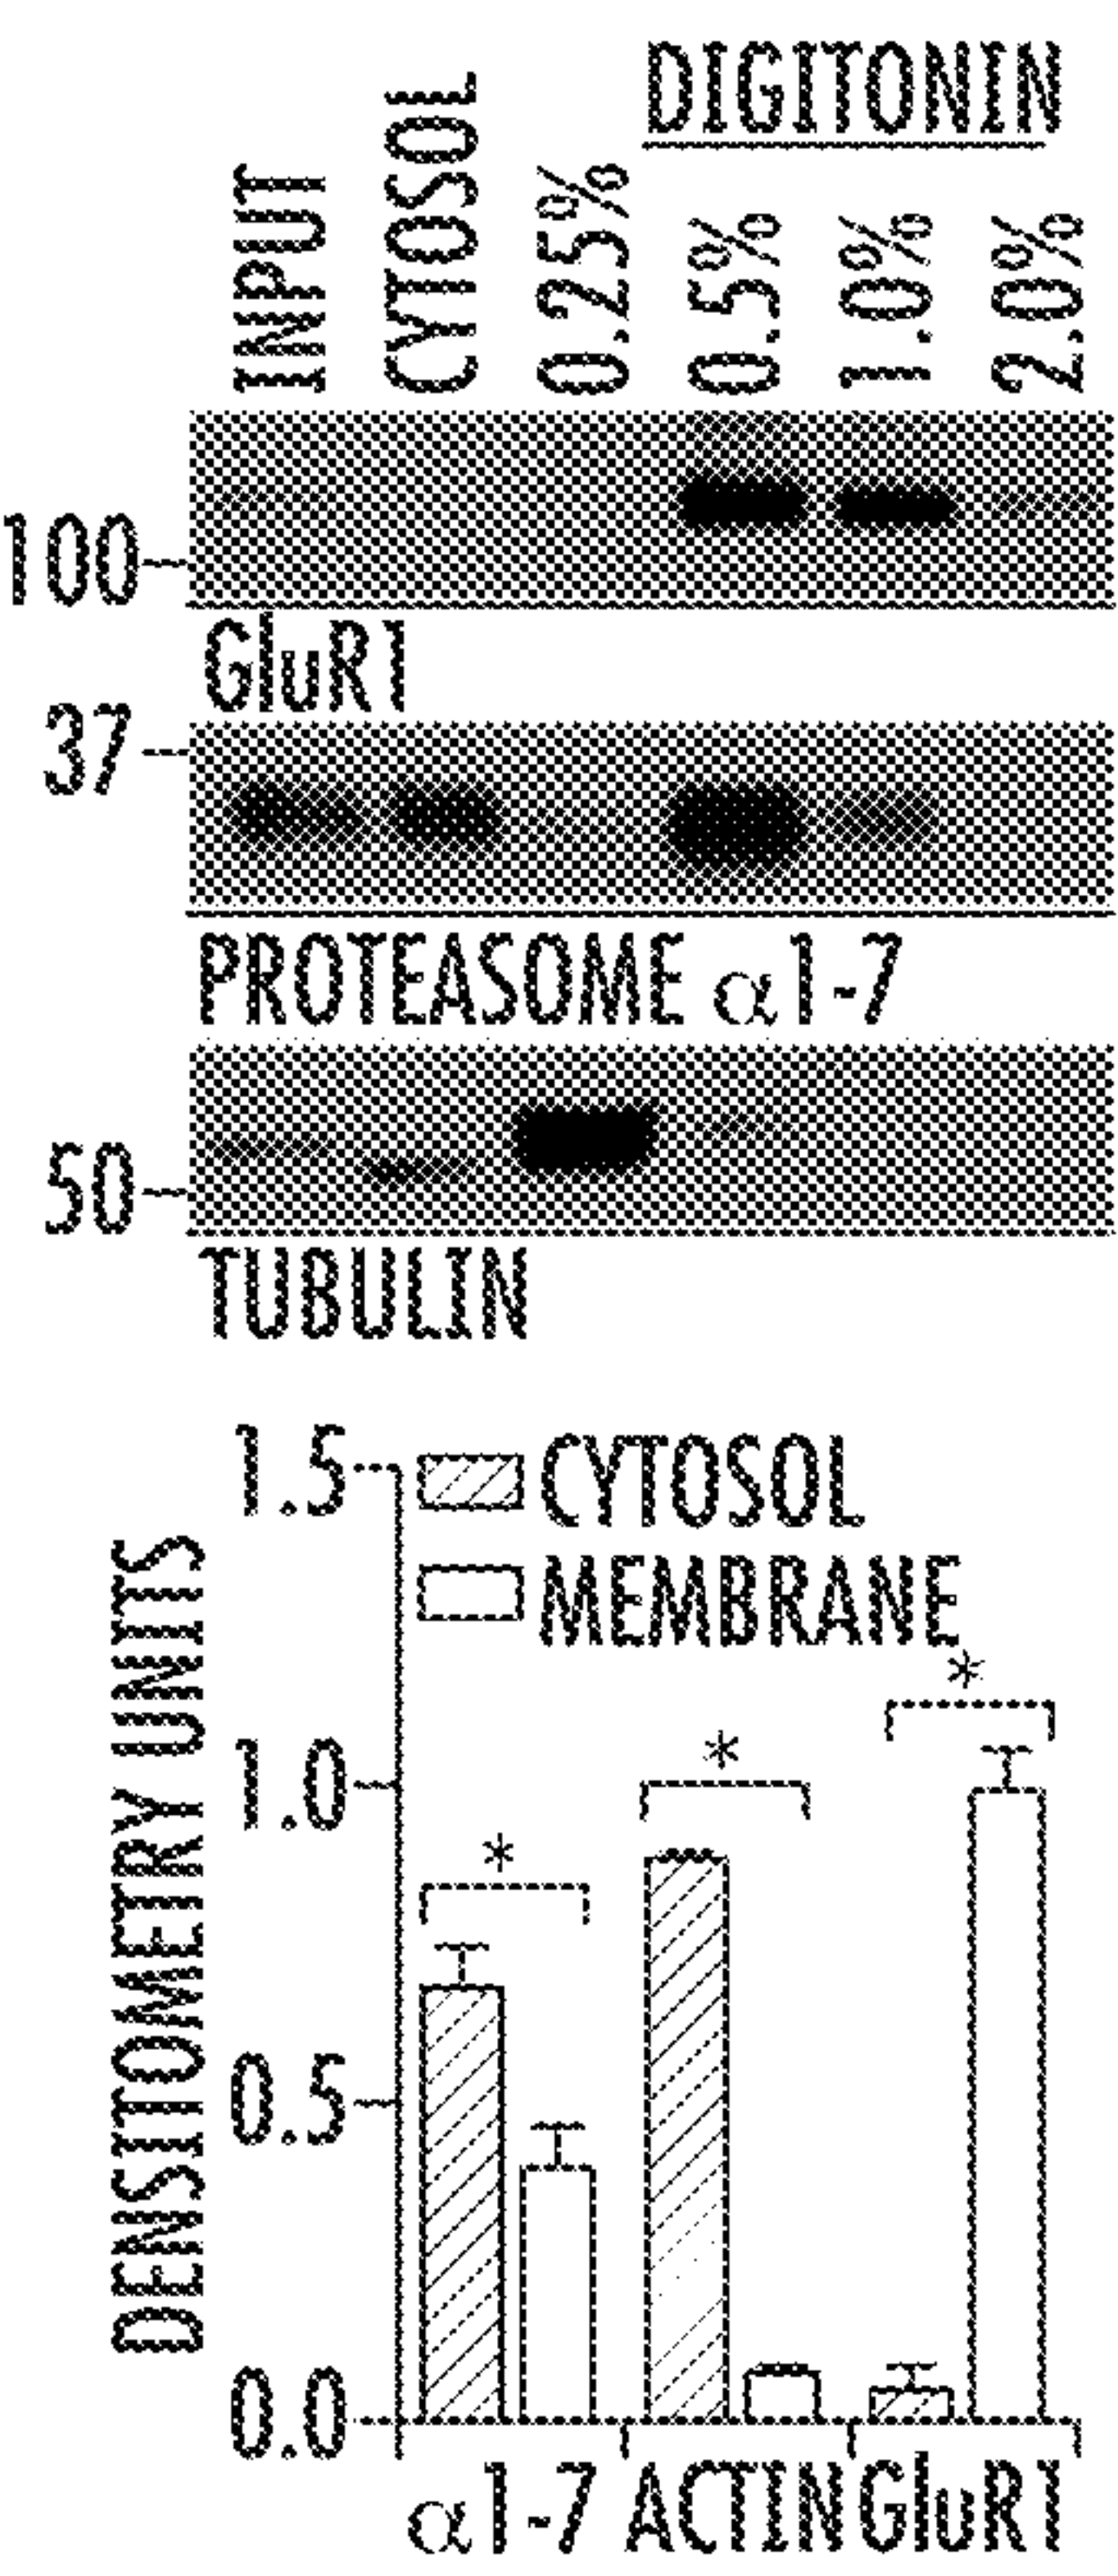 DIGITONIN
INPUT
CYTOSOL
0.25%
0.5%
1.0%
2.0%
100
GluR1
37
PROTEASOME α1-7
50
TUBULIN
1.5
CYTOSOL
MEMBRANE
*
1.0
*
*
0.5
0.0
DENSITOMETRY UNITS
α1-7 ACTIN GluR1